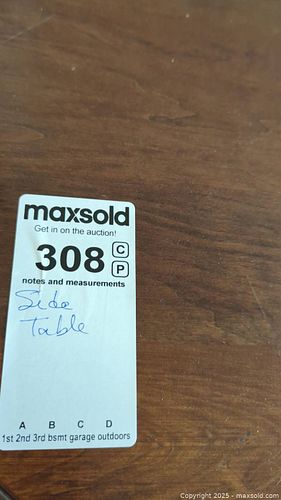 maxsold
Get in on the auction!
308 C
P
notes and measurements
Side
Table
A B C D
1st 2nd 3rd bsmt garage outdoors
Copyright 2025 - maxsold.com